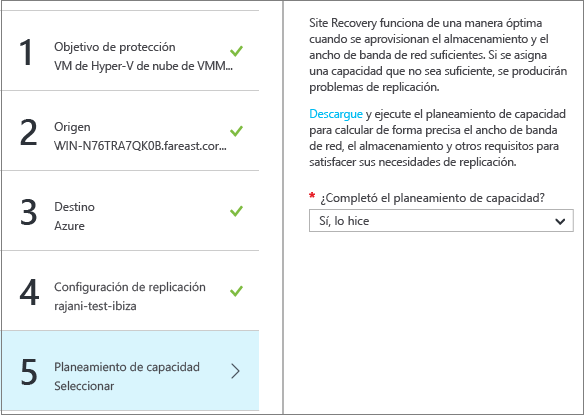 1
Objetivo de protección
VM de Hyper-V de nube de VMM...
2
Origen
WIN-N76TRA7QK0B.fareast.cor...
3
Destino
Azure
4
Configuración de replicación
rajani-test-ibiza
5
Planeamiento de capacidad
Seleccionar
Site Recovery funciona de una manera óptima
cuando se aprovisionan el almacenamiento y el
ancho de banda de red suficientes. Si se asigna
una capacidad que no sea suficiente, se producirán
problemas de replicación.
Descargue y ejecute el planeamiento de capacidad
para calcular de forma precisa el ancho de banda
de red, el almacenamiento y otros requisitos para
satisfacer sus necesidades de replicación.
* ¿Completó el planeamiento de capacidad?
Sí, lo hice